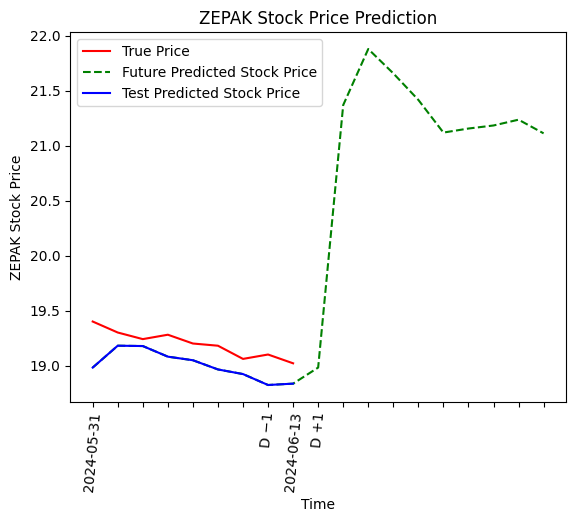 ZEPAK Stock Price Prediction
True Price
Future Predicted Stock Price
Test Predicted Stock Price
ZEPAK Stock Price
22.0
21.5
21.0
20.5
20.0
19.5
19.0
2024-05-31
D −1
2024-06-13
D +1
Time